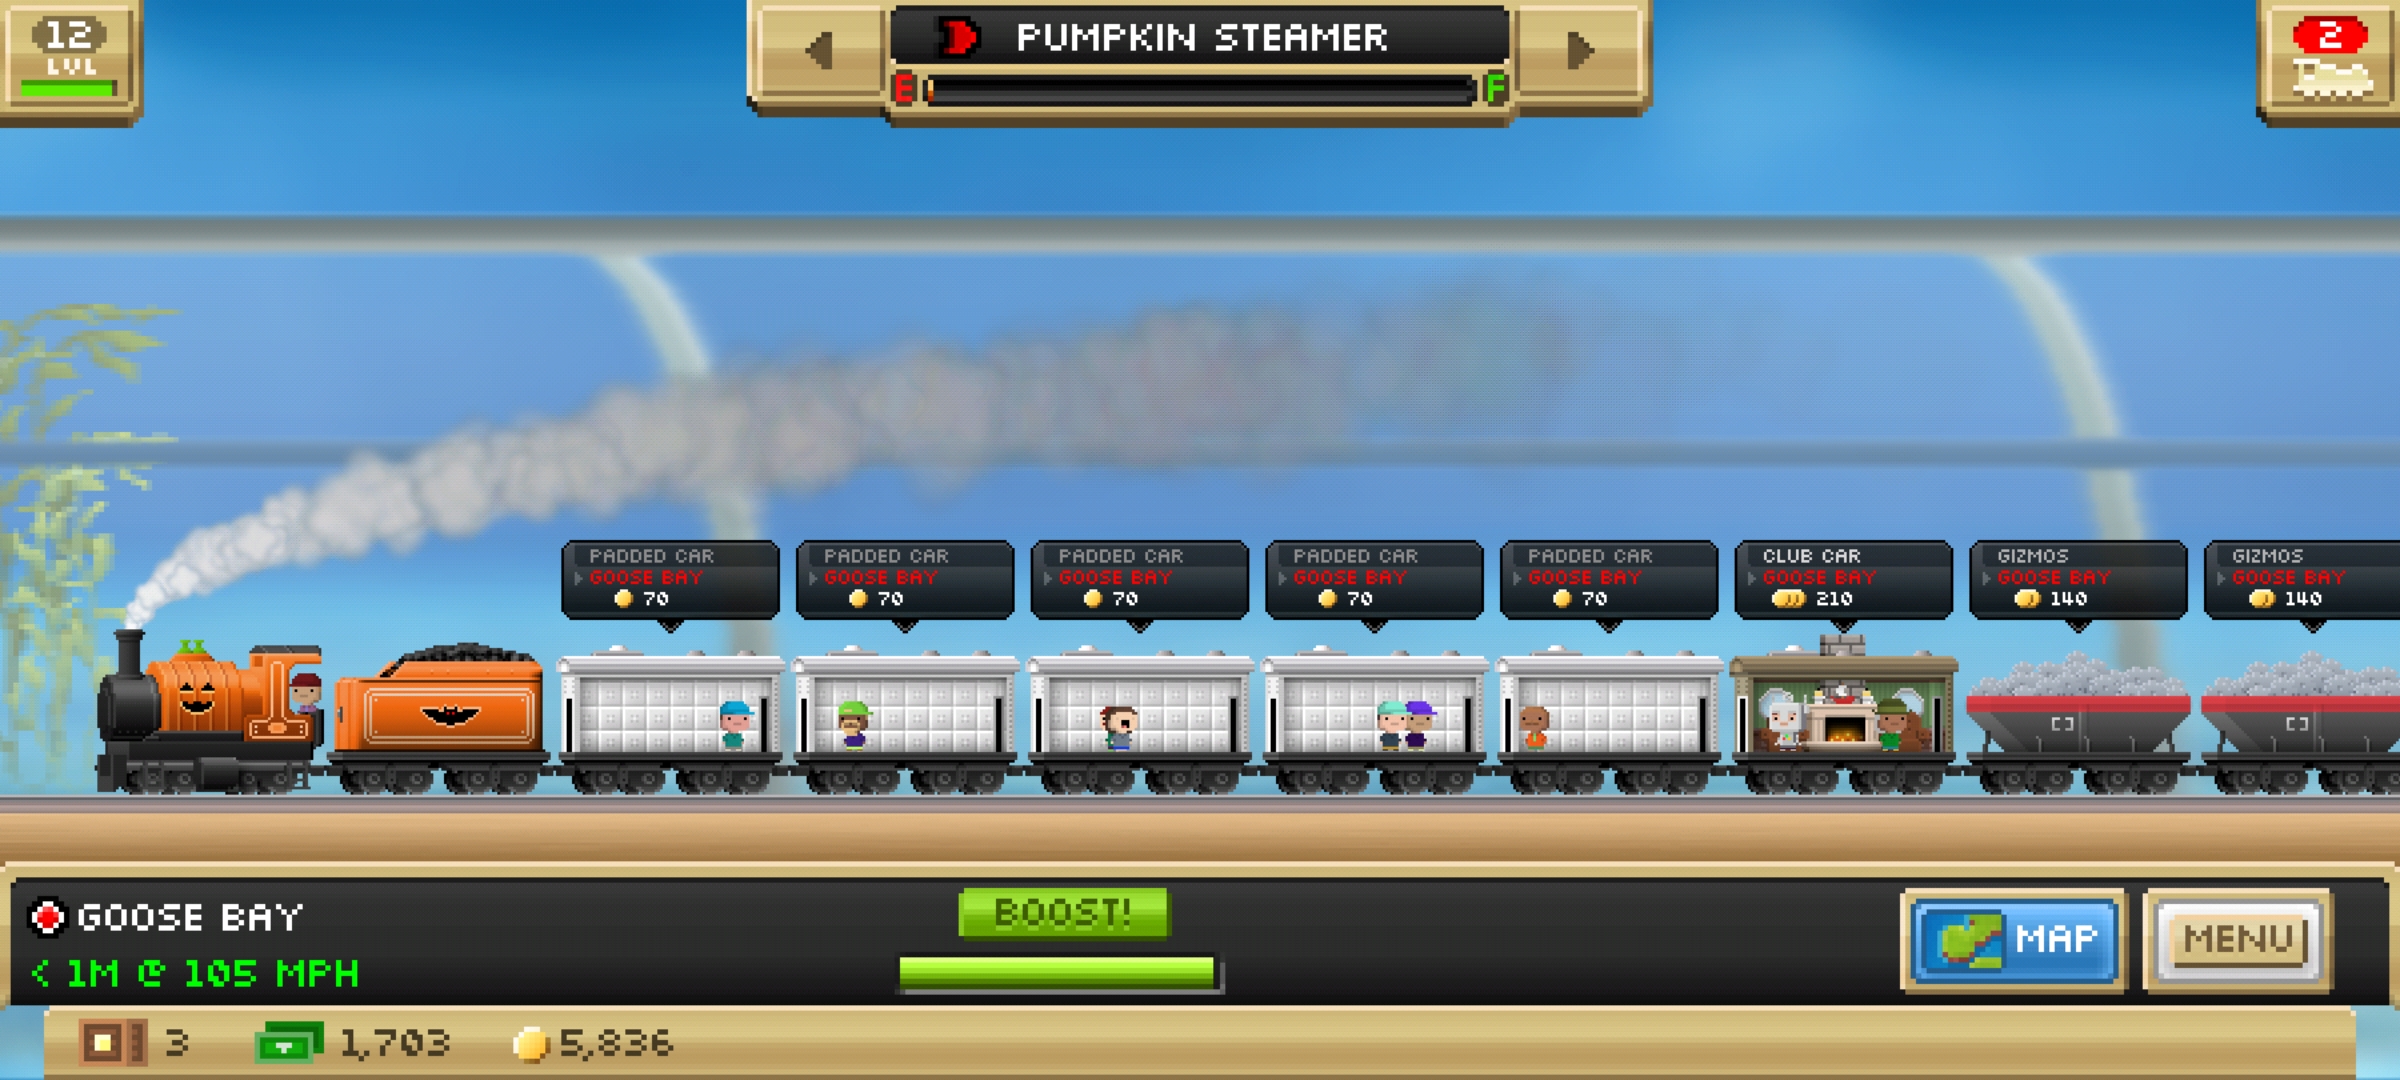 12
LVL
PUMPKIN STEAMER
E F
2
PADDED CAR
GOOSE BAY
70
PADDED CAR
GOOSE BAY
70
PADDED CAR
GOOSE BAY
70
PADDED CAR
GOOSE BAY
70
PADDED CAR
GOOSE BAY
70
CLUB CAR
GOOSE BAY
210
GIZMOS
GOOSE BAY
140
GIZMOS
GOOSE BAY
140
GOOSE BAY
< 1M @ 105 MPH
BOOST!
MAP
MENU
3 1,703 5,836